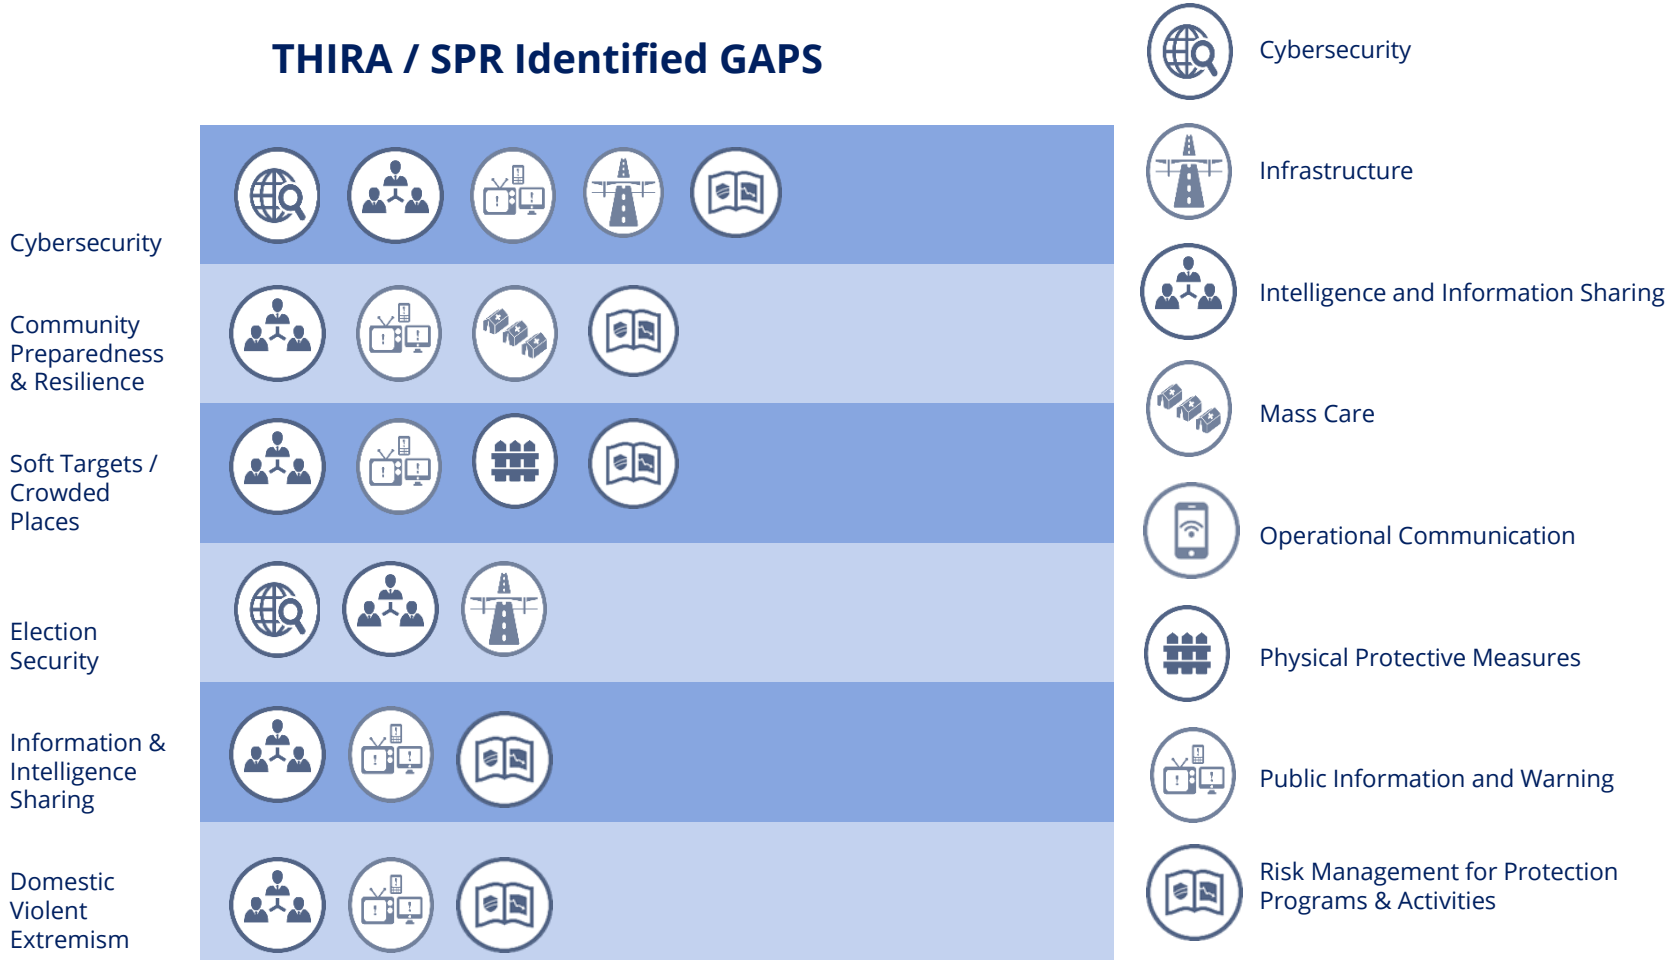 THIRA / SPR Identified GAPS
Cybersecurity
Community
Preparedness
& Resilience
Soft Targets /
Crowded
Places
Election
Security
Information &
Intelligence
Sharing
Domestic
Violent
Extremism
Cybersecurity
Infrastructure
Intelligence and Information Sharing
Mass Care
Operational Communication
Physical Protective Measures
Public Information and Warning
Risk Management for Protection
Programs & Activities